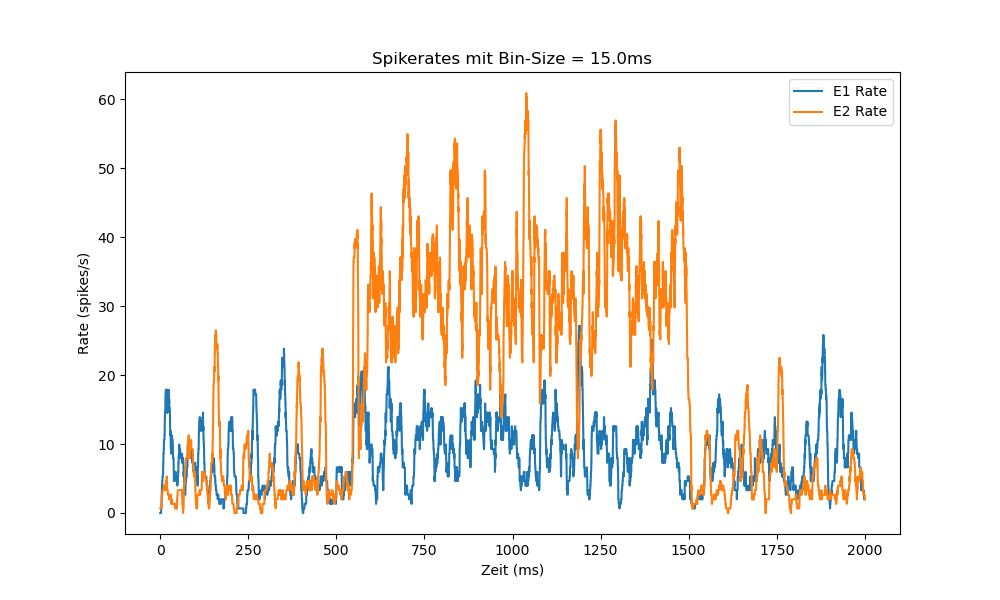 Spikerates mit Bin-Size = 15.0ms
E1 Rate
E2 Rate
Rate (spikes/s)
60
50
40
30
20
10
0
0 250 500 750 1000 1250 1500 1750 2000
Zeit (ms)